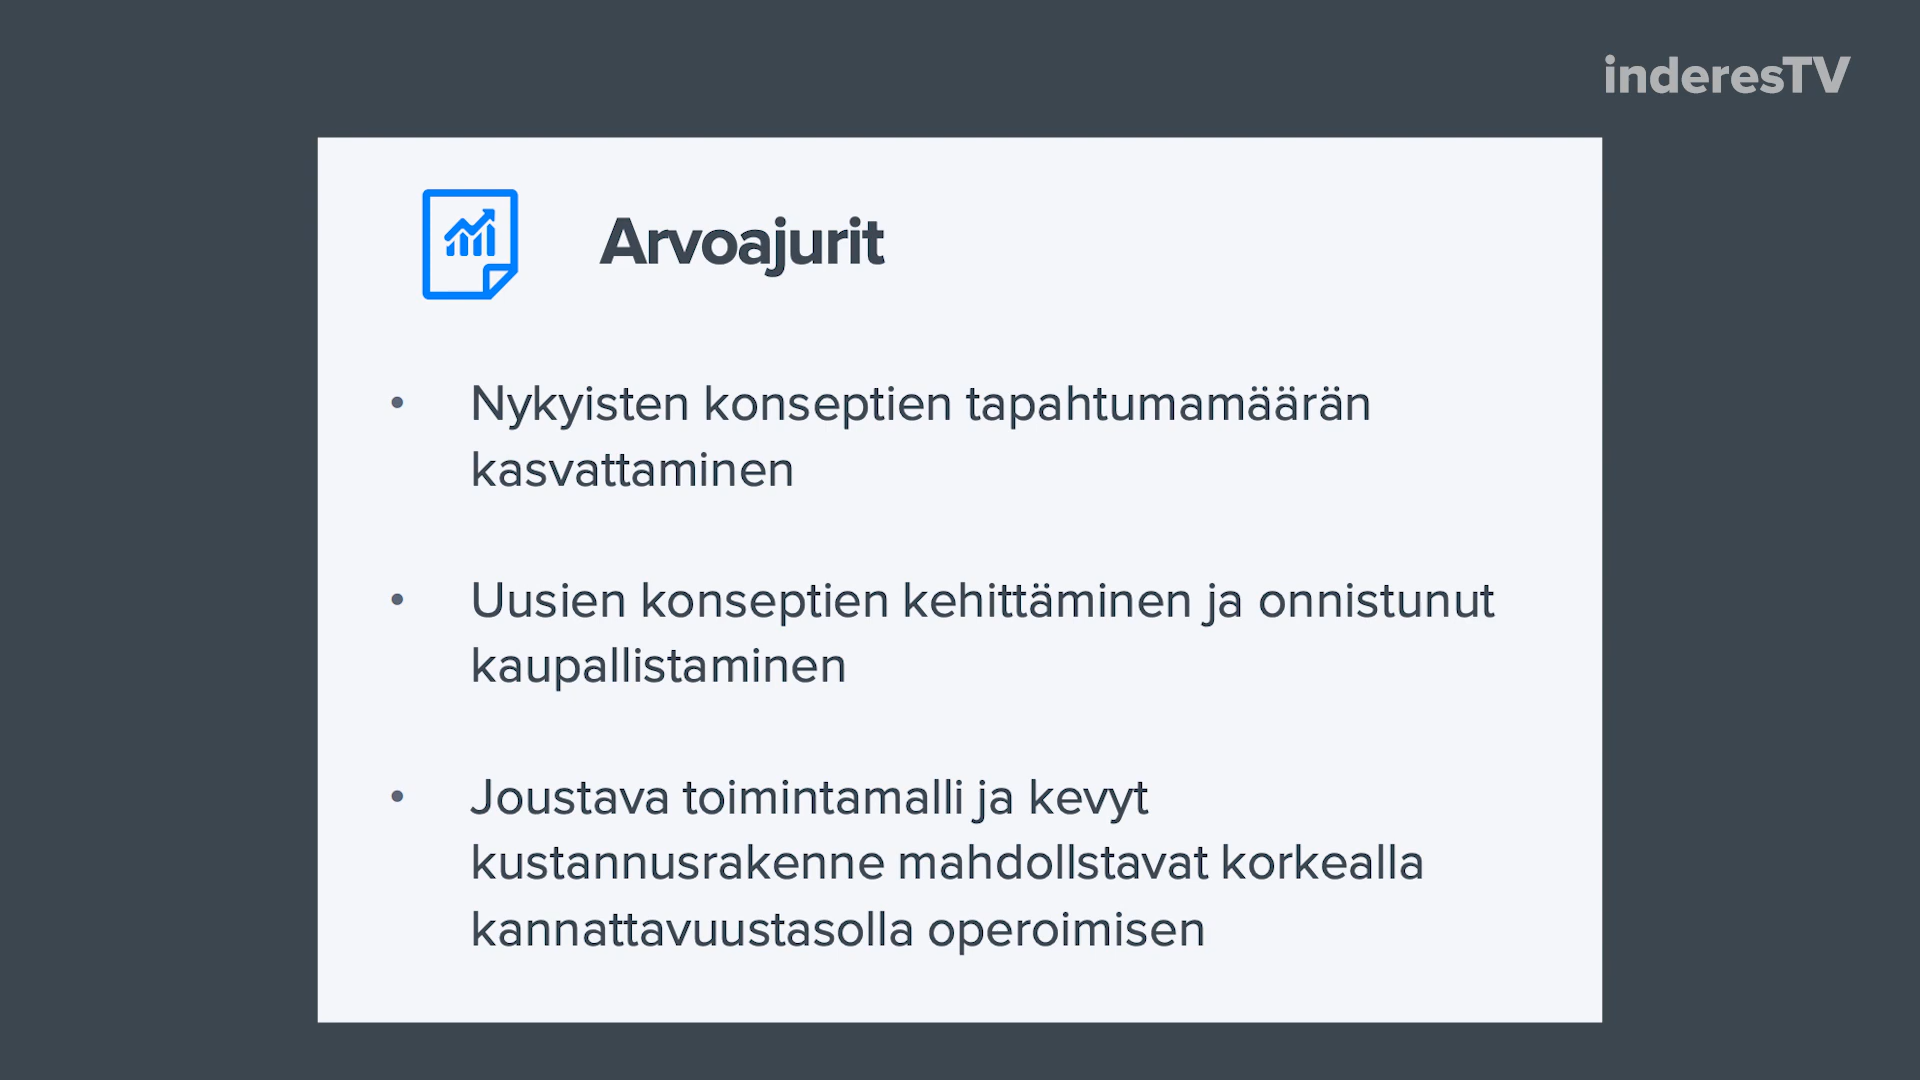 inderesTV
Arvoajurit
• Nykyisten konseptien tapahtumamäärän
kasvattaminen
• Uusien konseptien kehittäminen ja onnistunut
kaupallistaminen
• Joustava toimintamalli ja kevyt
kustannusrakenne mahdollstavat korkealla
kannattavuustasolla operoimisen